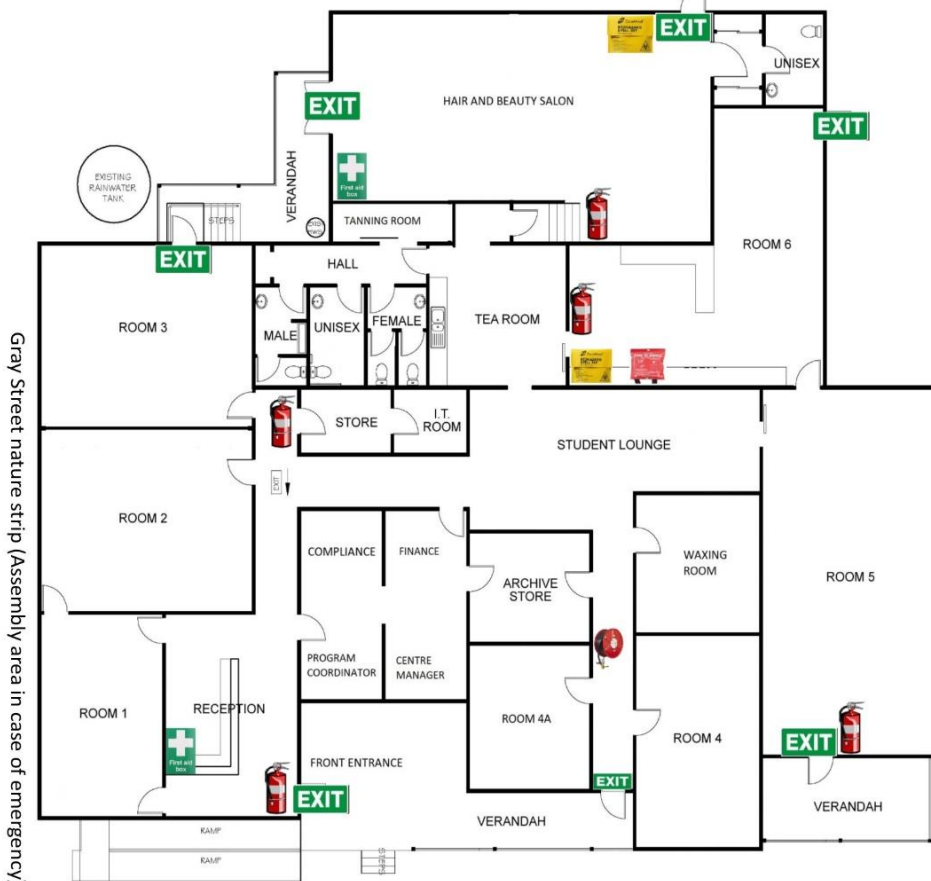 EXIT
UNISEX
HAIR AND BEAUTY SALON
EXIT
EXIT
EXISTING
RAINWATER
TANK
VERANDAH
First aid
box
STEPS
TANNING ROOM
EXIT
HALL
ROOM 6
ROOM 3
MALE
UNISEX
FEMALE
TEA ROOM
STORE
I.T.
ROOM
STUDENT LOUNGE
EXIT
ROOM 2
COMPLIANCE
FINANCE
ARCHIVE
STORE
WAXING
ROOM
ROOM 5
PROGRAM
COORDINATOR
CENTRE
MANAGER
ROOM 1
RECEPTION
First aid
box
ROOM 4A
ROOM 4
FRONT ENTRANCE
EXIT
EXIT
EXIT
VERANDAH
VERANDAH
RAMP
RAMP
STEPS
Gray Street nature strip (Assembly area in case of emergency)